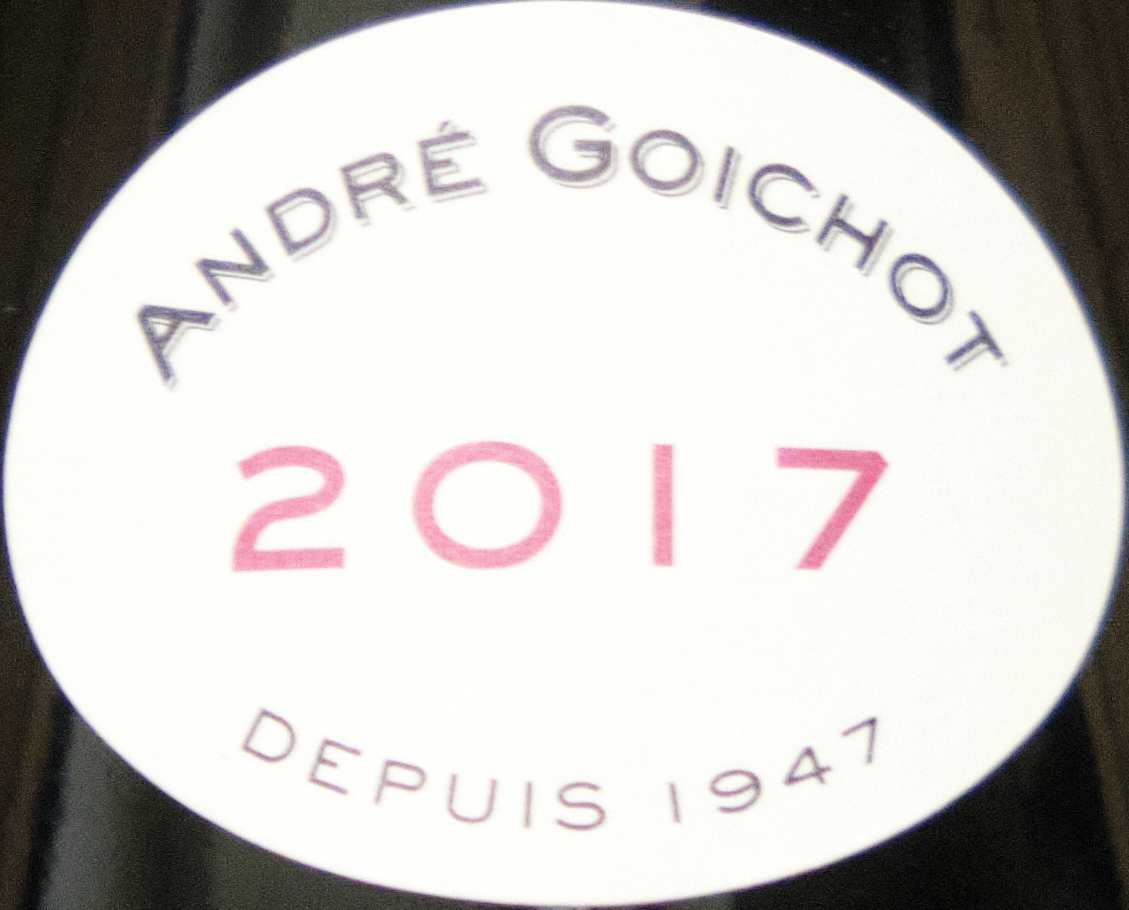 ANDRÉ GOICHOT
2017
DEPUIS 1947